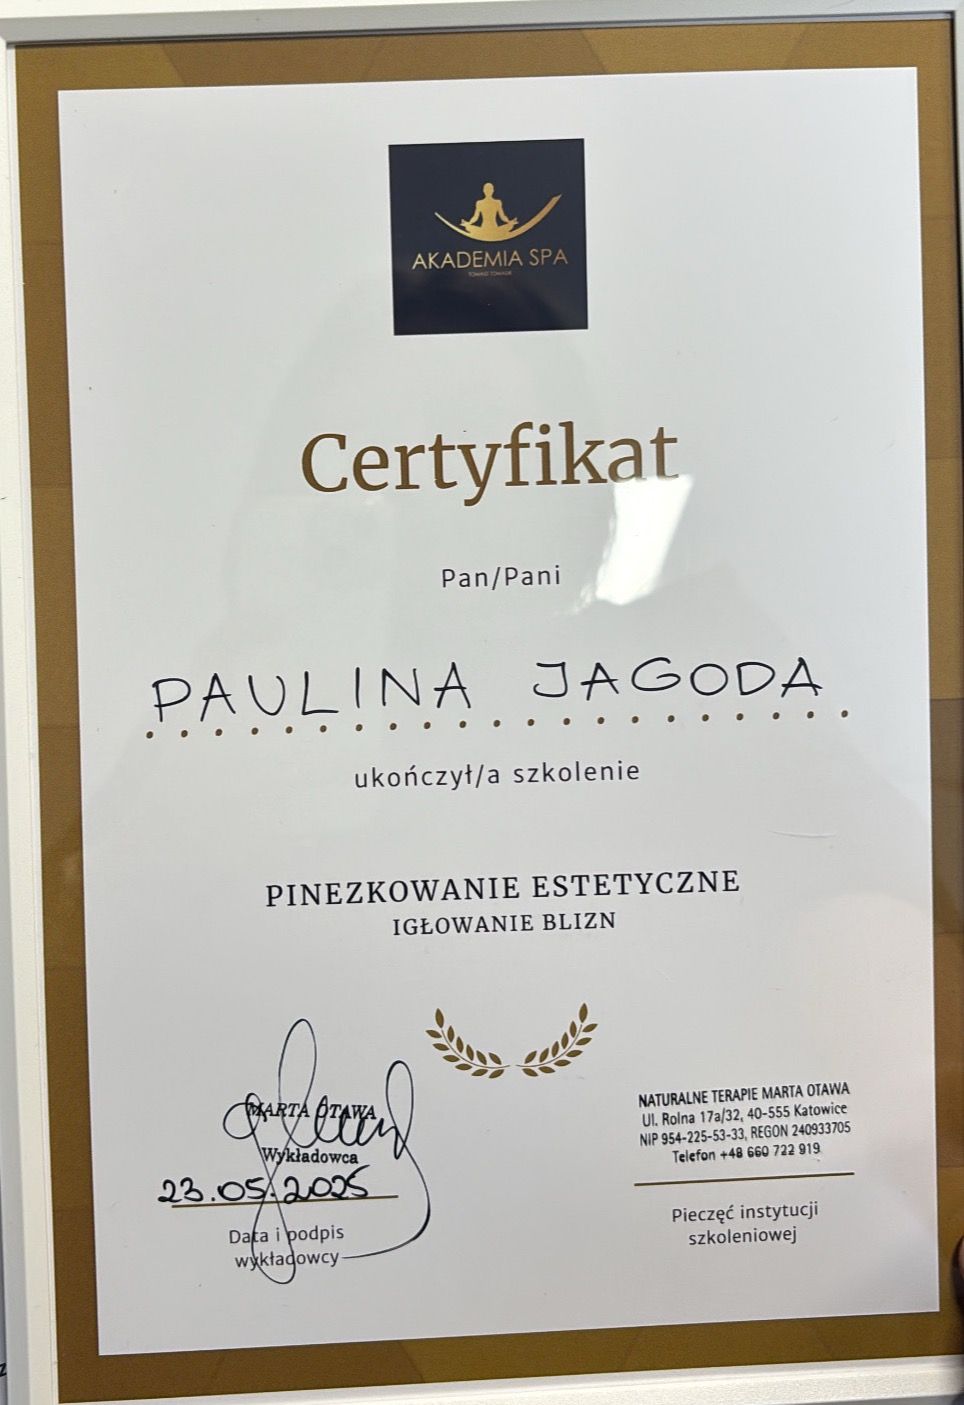 AKADEMIA SPA
Certyfikat
Pan/Pani
PAULINA JAGODA
ukończył/a szkolenie
PINEZKOWANIE ESTETYCZNE
IGŁOWANIE BLIZN
MARTA OTAWA
Wykładowca
23.05.2025
Data i podpis
wykładowcy
NATURALNE TERAPIE MARTA OTAWA
Ul. Rolna 17a/32, 40-555 Katowice
NIP 954-225-53-33, REGON 240933705
Telefon +48 660 722 919
Pieczęć instytucji
szkoleniowej